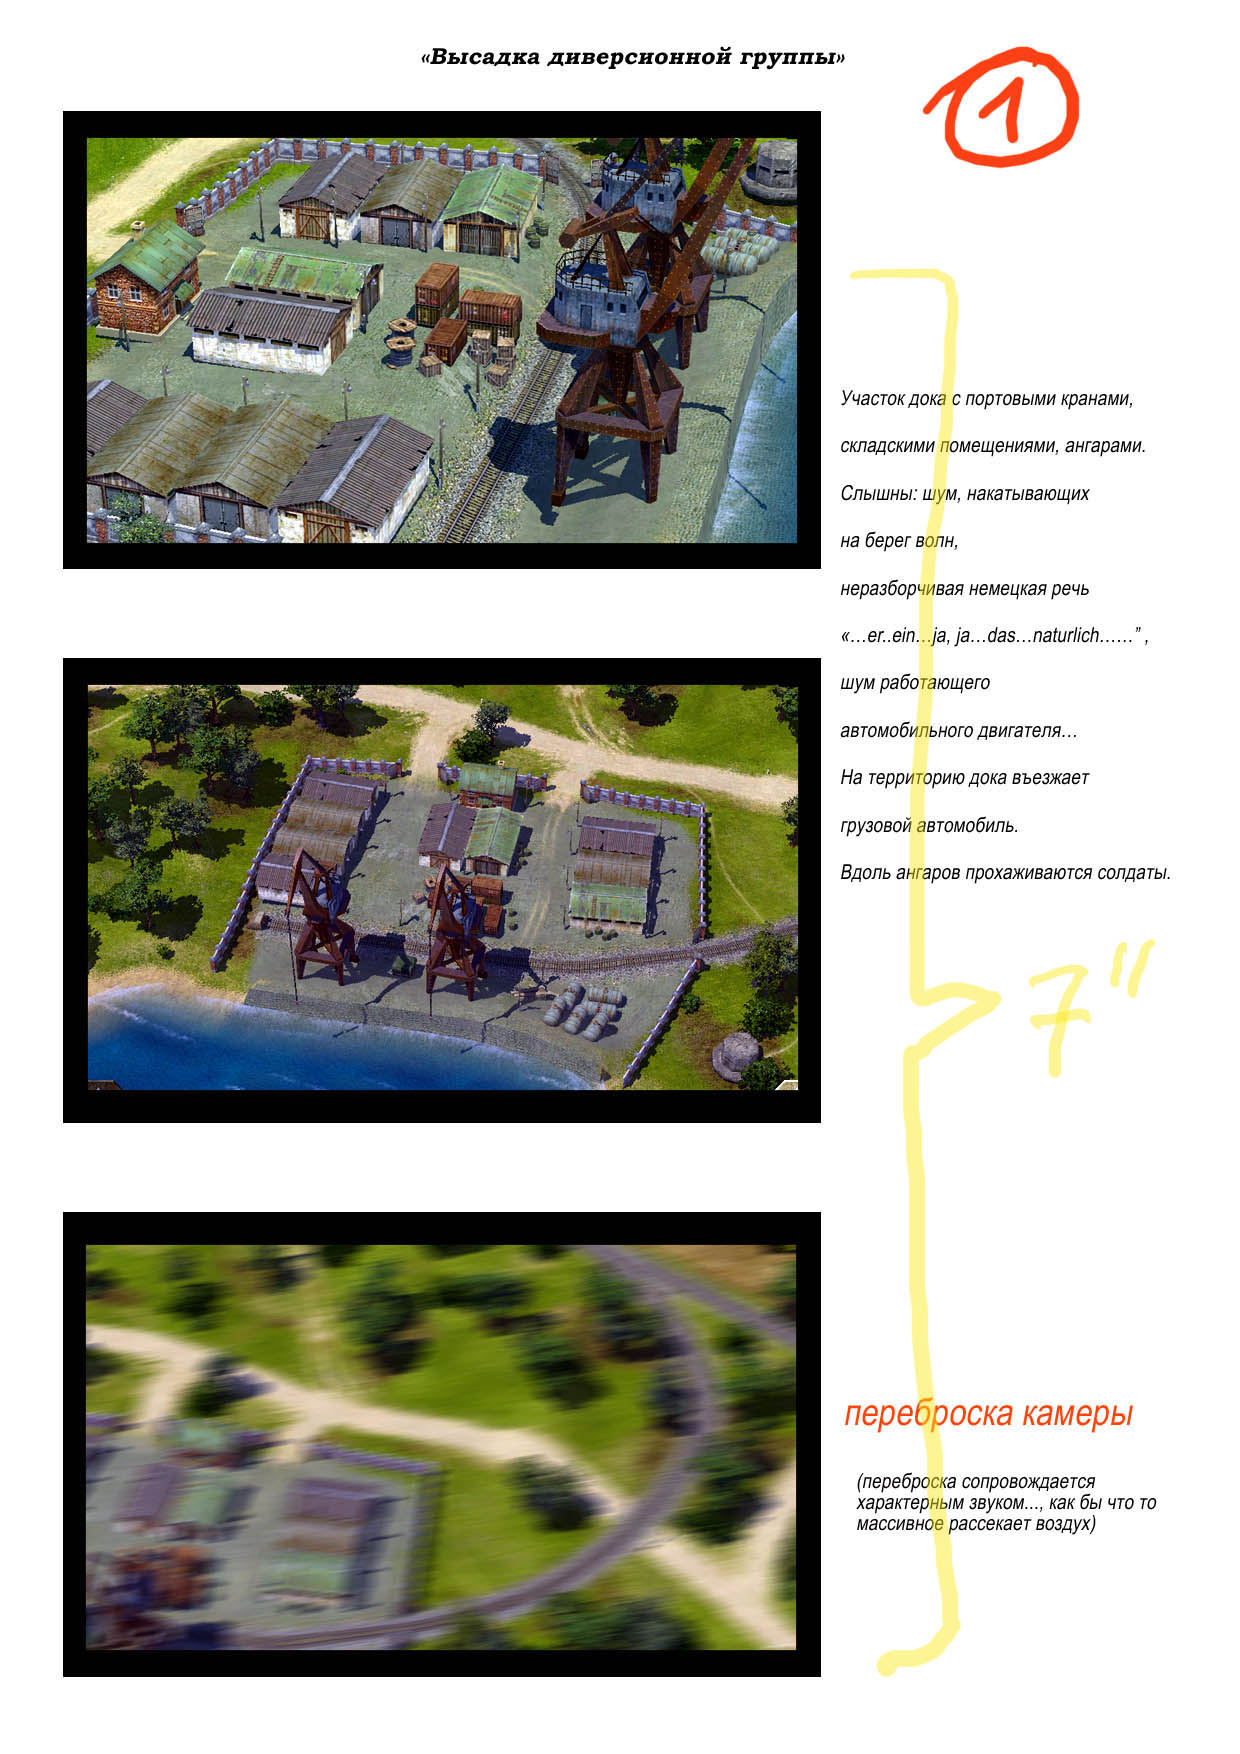 «Высадка диверсионной группы»
1
Участок дока с портовыми кранами,
складскими помещениями, ангарами.
Слышны: шум, накатывающих
на берег волн,
неразборчивая немецкая речь
«…er..ein…ja, ja…das…naturlich……” ,
шум работающего
автомобильного двигателя…
На территорию дока въезжает
грузовой автомобиль.
Вдоль ангаров прохаживаются солдаты.
7"
переброска камеры
(переброска сопровождается
характерным звуком..., как бы что то
массивное рассекает воздух)